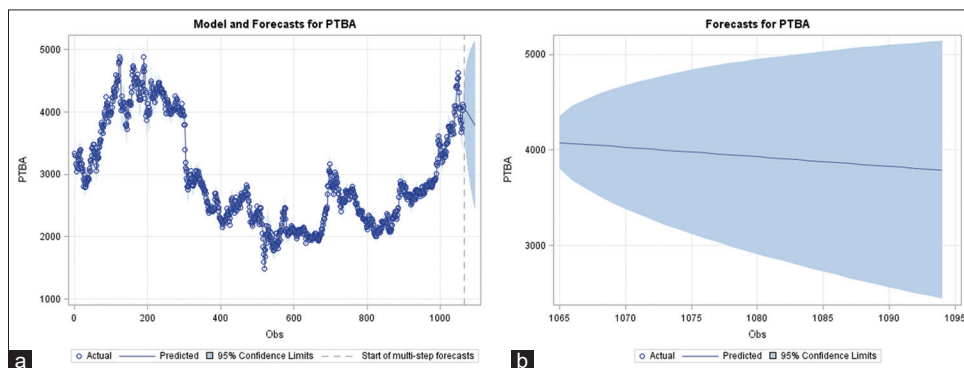 Model and Forecasts for PTBA
5000
4000
3000
2000
1000
PTBA
0
200
400
600
800
1000
Obs
Actual
Predicted
95% Confidence Limits
Start of multi-step forecasts
a
Forecasts for PTBA
5000
4000
3000
PTBA
1065
1070
1075
1080
1085
1090
1095
Obs
Actual
Predicted
95% Confidence Limits
b